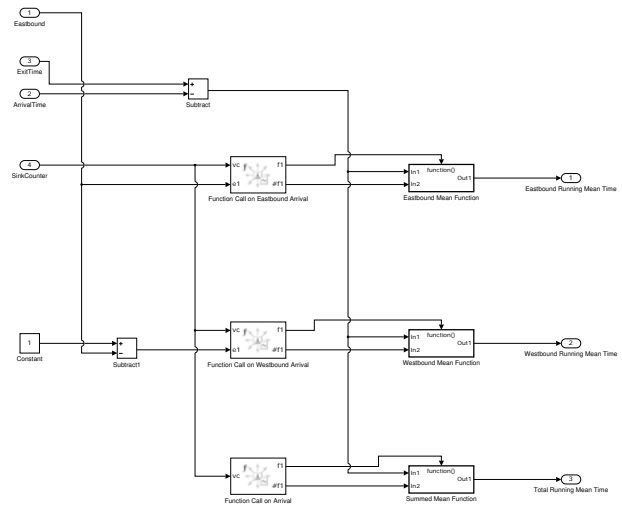 1
Eastbound
3
ExitTime
2
ArrivalTime
+
−
Subtract
4
SinkCounter
vc
e1
f1
#f1
Function Call on Eastbound Arrival
function()
In1
In2
Out1
Eastbound Mean Function
1
Eastbound Running Mean Time
1
Constant
+
−
Subtract1
vc
e1
f1
#f1
Function Call on Westbound Arrival
function()
In1
In2
Out1
Westbound Mean Function
2
Westbound Running Mean Time
vc
f1
#f1
Function Call on Arrival
function()
In1
In2
Out1
Summed Mean Function
3
Total Running Mean Time